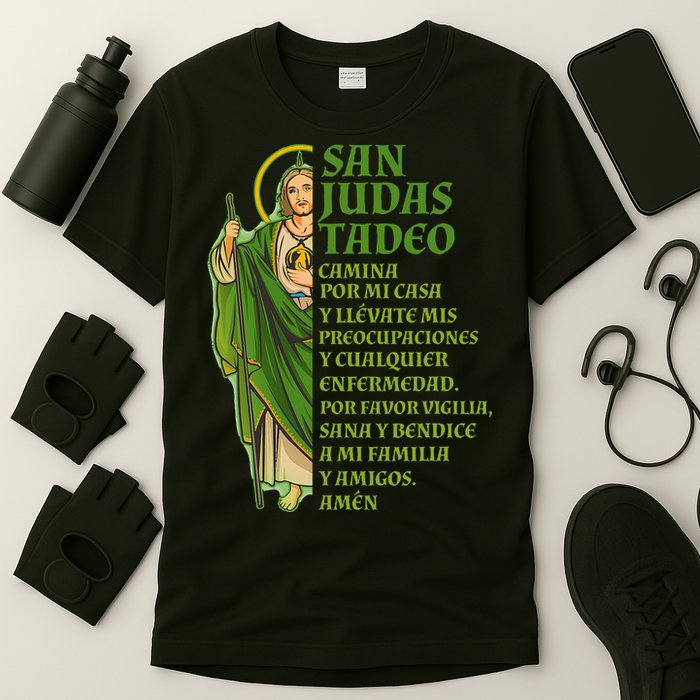 SAN
JUDAS
TADEO
CAMINA
POR MI CASA
Y LLÉVATE MIS
PREOCUPACIONES
Y CUALQUIER
ENFERMEDAD.
POR FAVOR VIGILIA,
SANA Y BENDICE
A MI FAMILIA
Y AMIGOS.
AMÉN